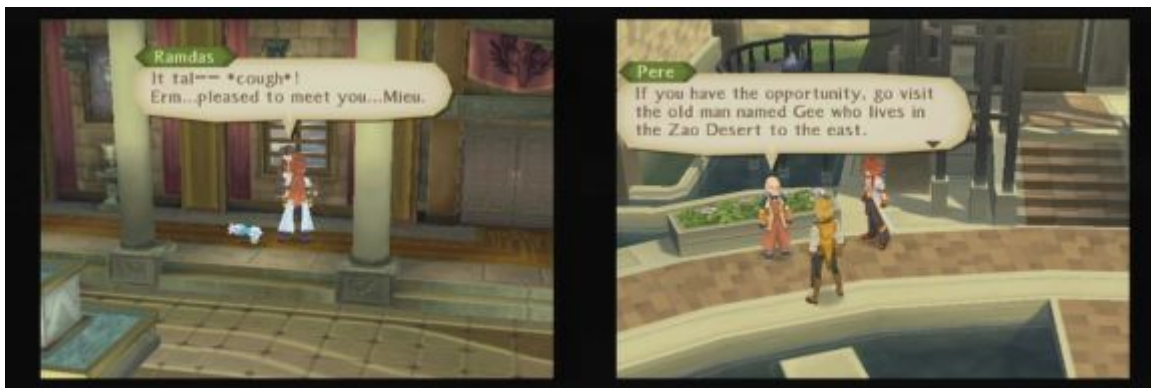 Ramdas
It tal-- *cough*!
Erm...pleased to meet you...Mieu.
Pere
If you have the opportunity, go visit
the old man named Gee who lives in
the Zao Desert to the east.